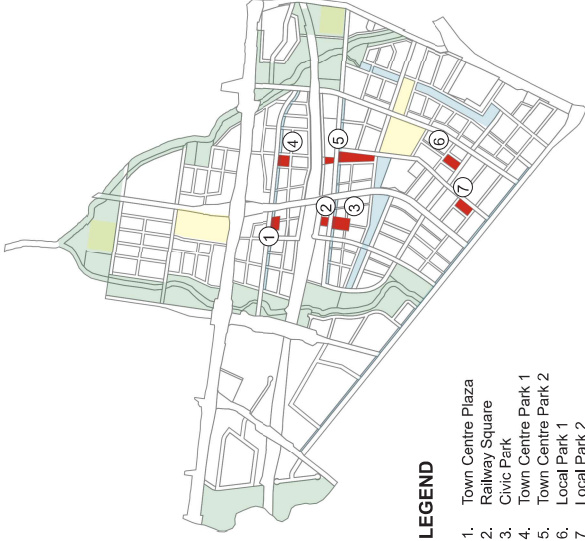 1
2
3
4
5
6
7
LEGEND
1. Town Centre Plaza
2. Railway Square
3. Civic Park
4. Town Centre Park 1
5. Town Centre Park 2
6. Local Park 1
7. Local Park 2